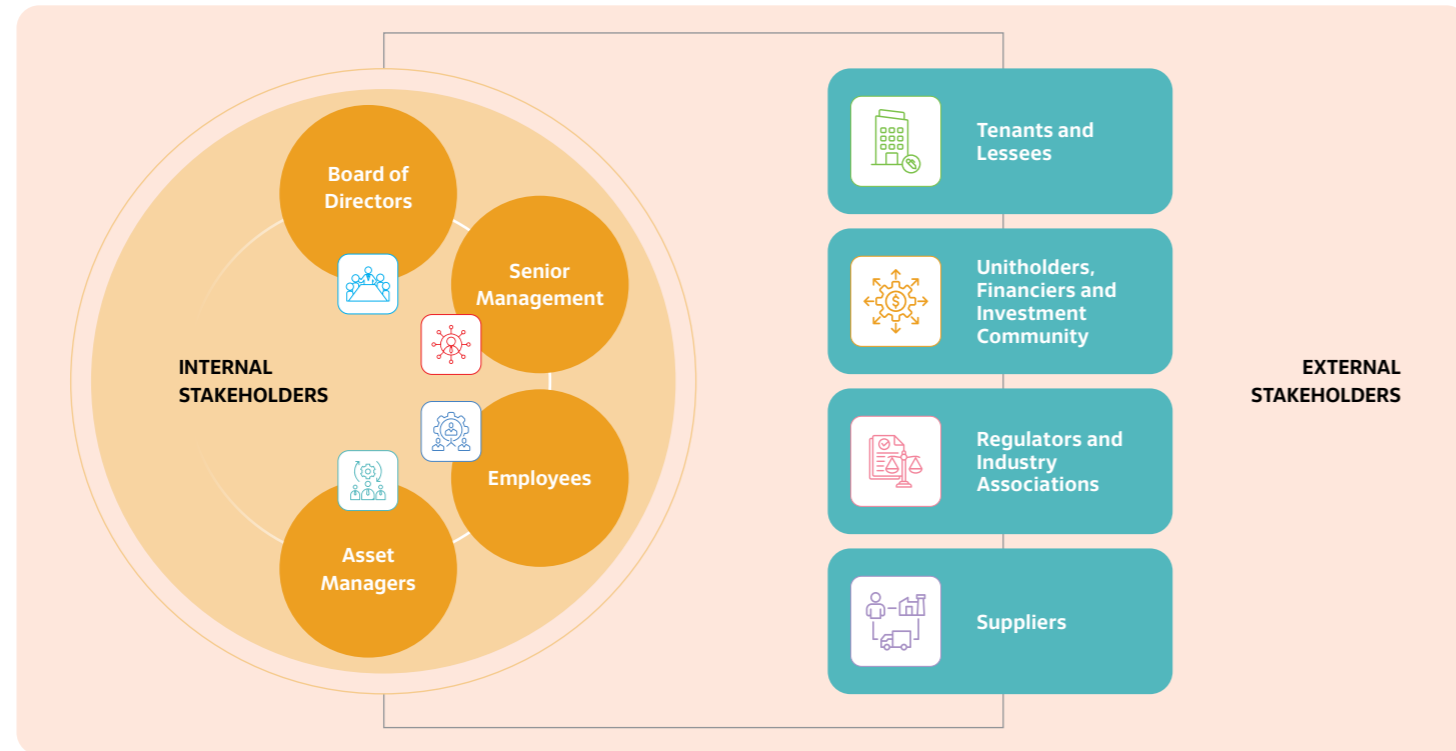 Board of
Directors
Senior
Management
INTERNAL
STAKEHOLDERS
Employees
Asset
Managers
Tenants and
Lessees
Unitholders,
Financiers and
Investment
Community
Regulators and
Industry
Associations
Suppliers
EXTERNAL
STAKEHOLDERS